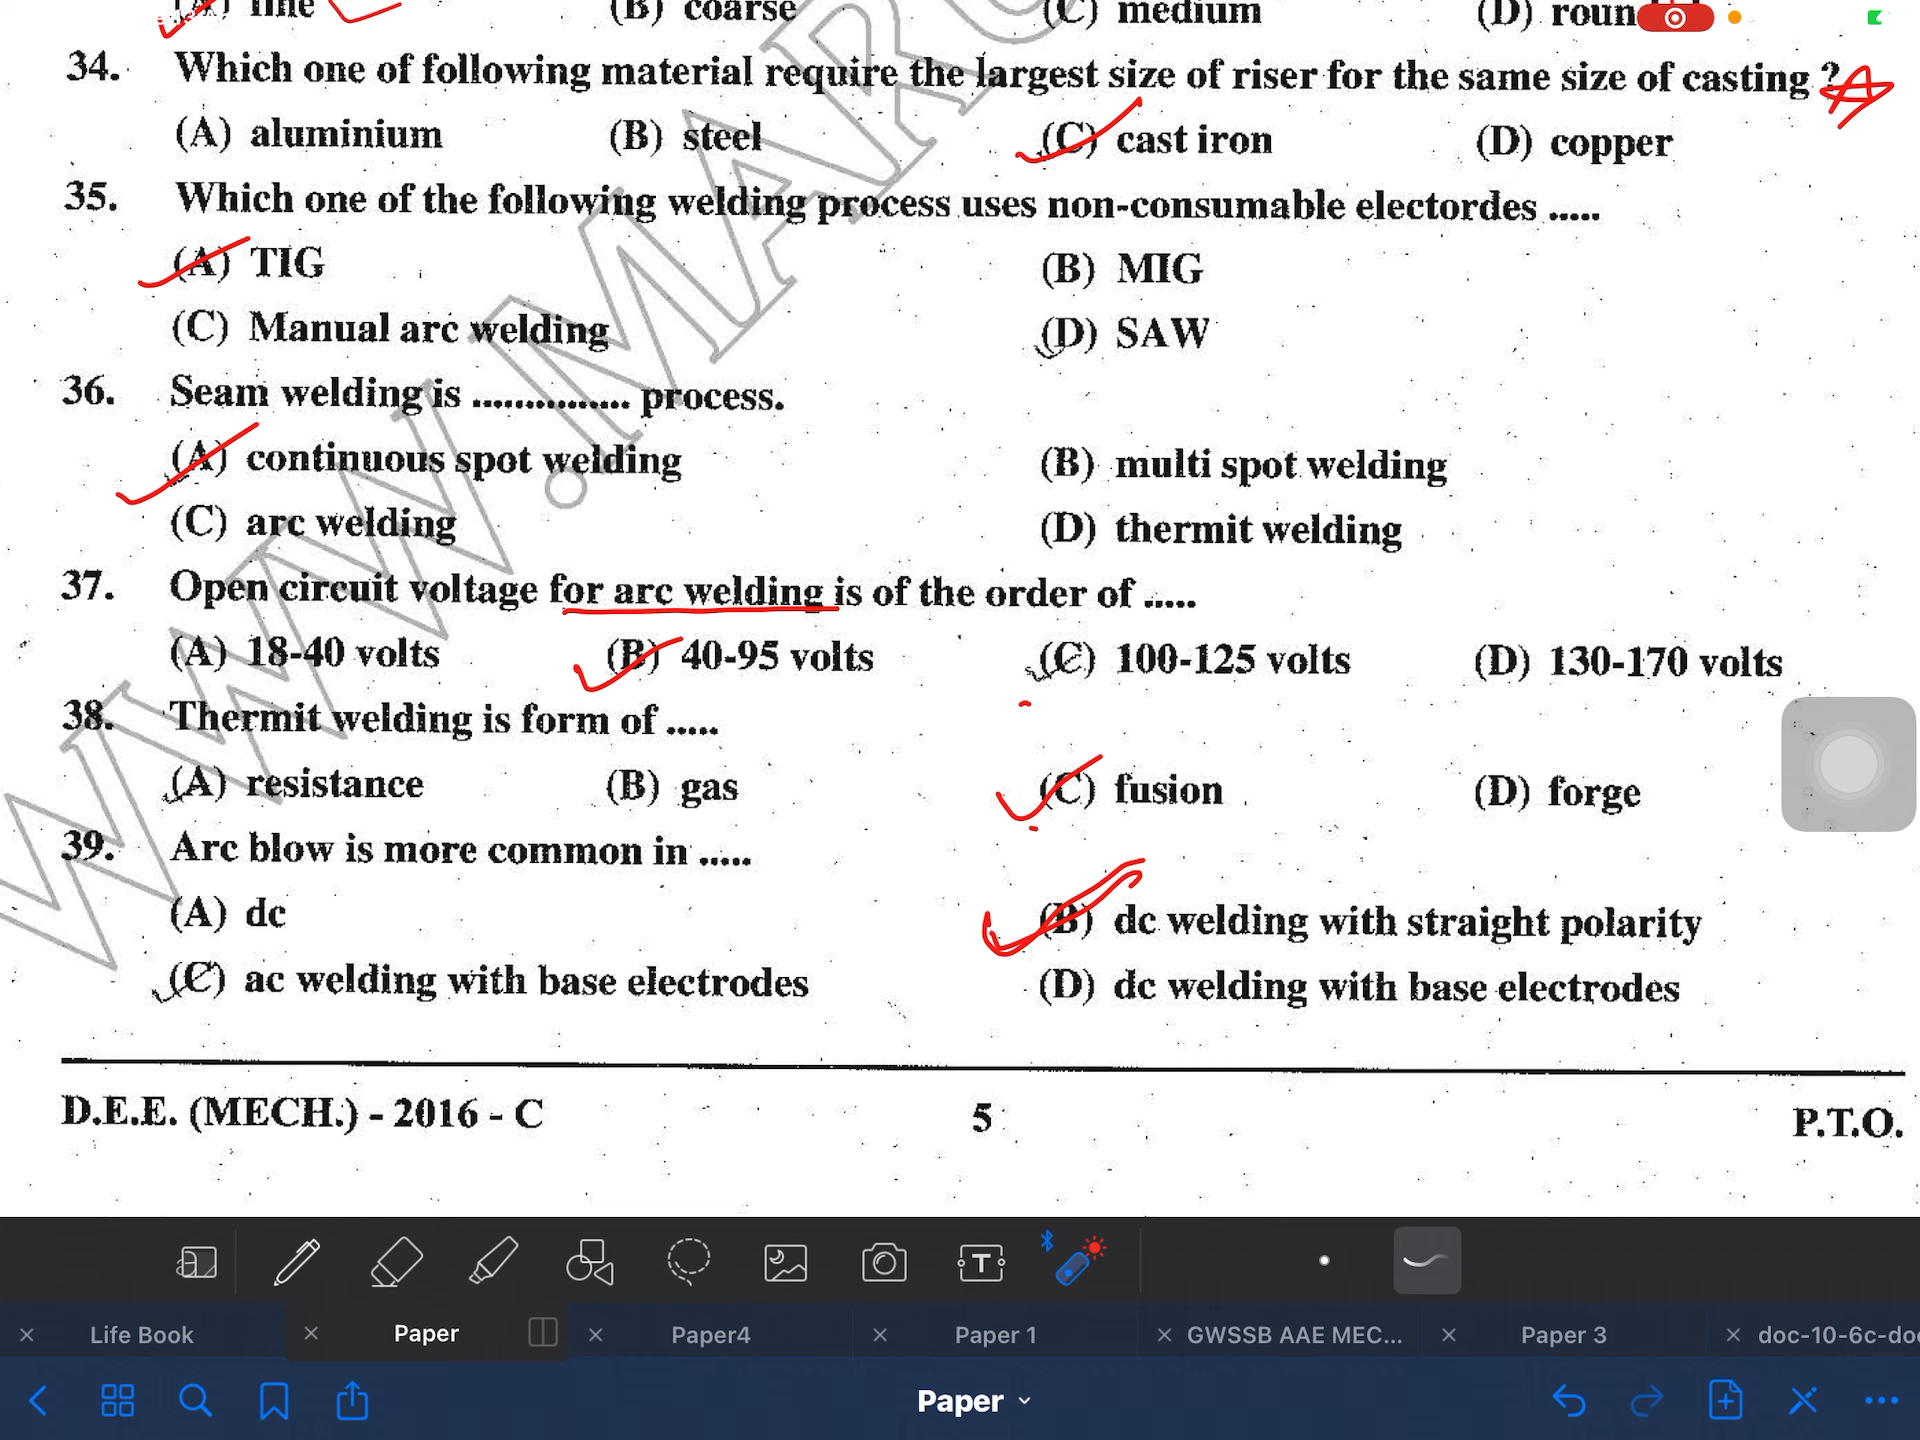 (A) fine (B) coarse (C) medium (D) roun
34. Which one of following material require the largest size of riser for the same size of casting ?
(A) aluminium (B) steel (C) cast iron (D) copper
35. Which one of the following welding process uses non-consumable electordes .....
(A) TIG (B) MIG
(C) Manual arc welding (D) SAW
36. Seam welding is ............... process.
(A) continuous spot welding (B) multi spot welding
(C) arc welding (D) thermit welding
37. Open circuit voltage for arc welding is of the order of .....
(A) 18-40 volts (B) 40-95 volts (C) 100-125 volts (D) 130-170 volts
38. Thermit welding is form of .....
(A) resistance (B) gas (C) fusion (D) forge
39. Arc blow is more common in .....
(A) dc (B) dc welding with straight polarity
(C) ac welding with base electrodes (D) dc welding with base electrodes
D.E.E. (MECH.) - 2016 - C 5 P.T.O.
WWW.MARU
Life Book Paper Paper4 Paper 1 GWSSB AAE MEC... Paper 3 doc-10-6c-doc
Paper